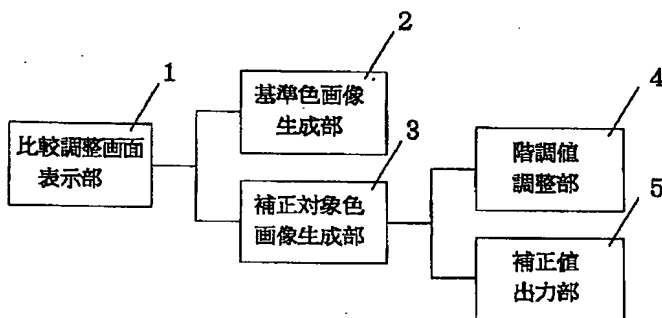 1
比較調整画面
表示部
2
基準色画像
生成部
3
補正対象色
画像生成部
4
階調値
調整部
5
補正値
出力部